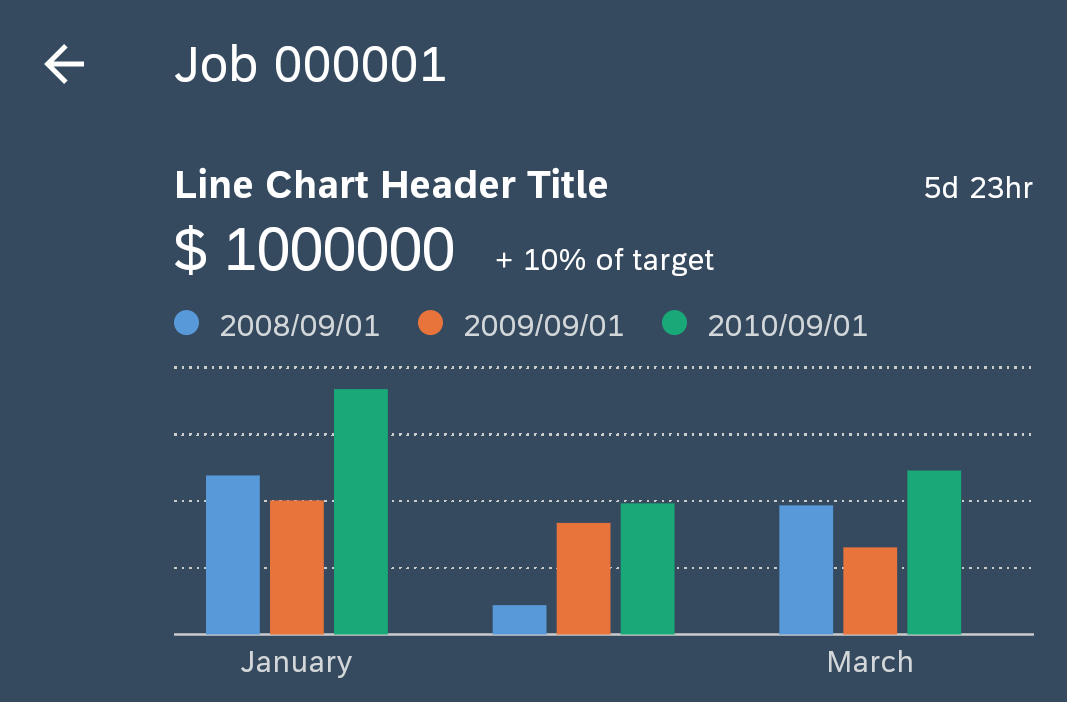 Job 000001
Line Chart Header Title
5d 23hr
$ 1000000 + 10% of target
2008/09/01 2009/09/01 2010/09/01
January March